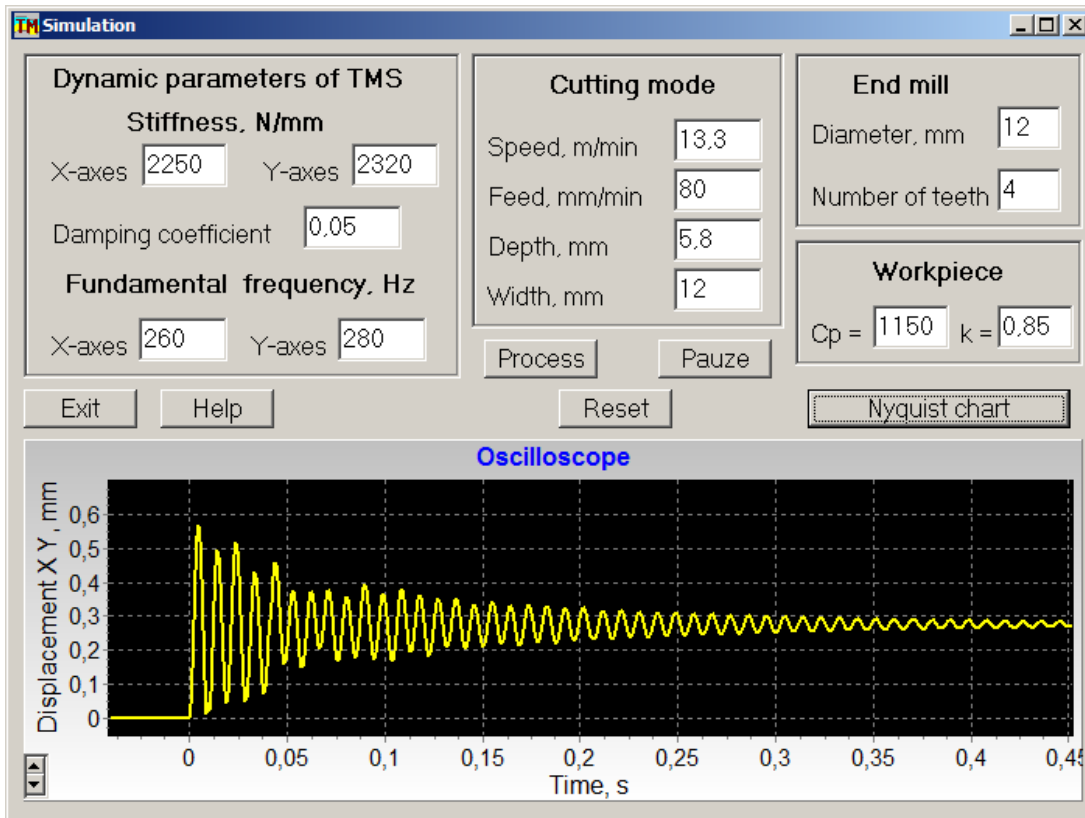 TM Simulation
Dynamic parameters of TMS
Stiffness, N/mm
X-axes 2250 Y-axes 2320
Damping coefficient 0,05
Fundamental frequency, Hz
X-axes 260 Y-axes 280
Cutting mode
Speed, m/min 13,3
Feed, mm/min 80
Depth, mm 5,8
Width, mm 12
End mill
Diameter, mm 12
Number of teeth 4
Workpiece
Cp = 1150 k = 0,85
Process Pauze
Exit Help Reset Nyquist chart
Oscilloscope
Displacement X Y, mm
0,6
0,5
0,4
0,3
0,2
0,1
0
0 0,05 0,1 0,15 0,2 0,25 0,3 0,35 0,4 0,45
Time, s